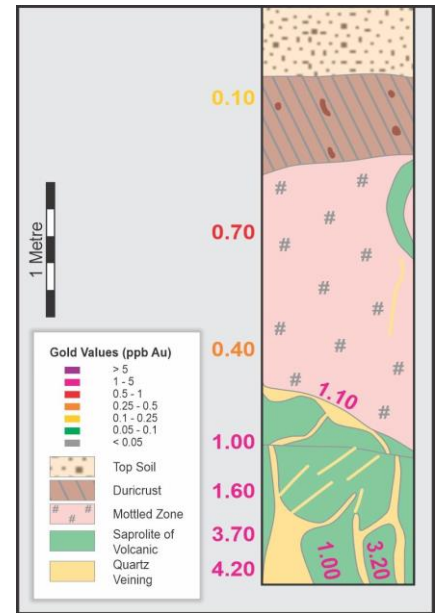 0.10
0.70
0.40
1.10
1.00
1.60
3.70
4.20
1.00
3.20
1 Metre
Gold Values (ppb Au)
> 5
1 - 5
0.5 - 1
0.25 - 0.5
0.1 - 0.25
0.05 - 0.1
< 0.05
Top Soil
Duricrust
# #
#
Mottled Zone
Saprolite of
Volcanic
Quartz
Veining
#
#
#
#
#
#
#
#
#
#
#